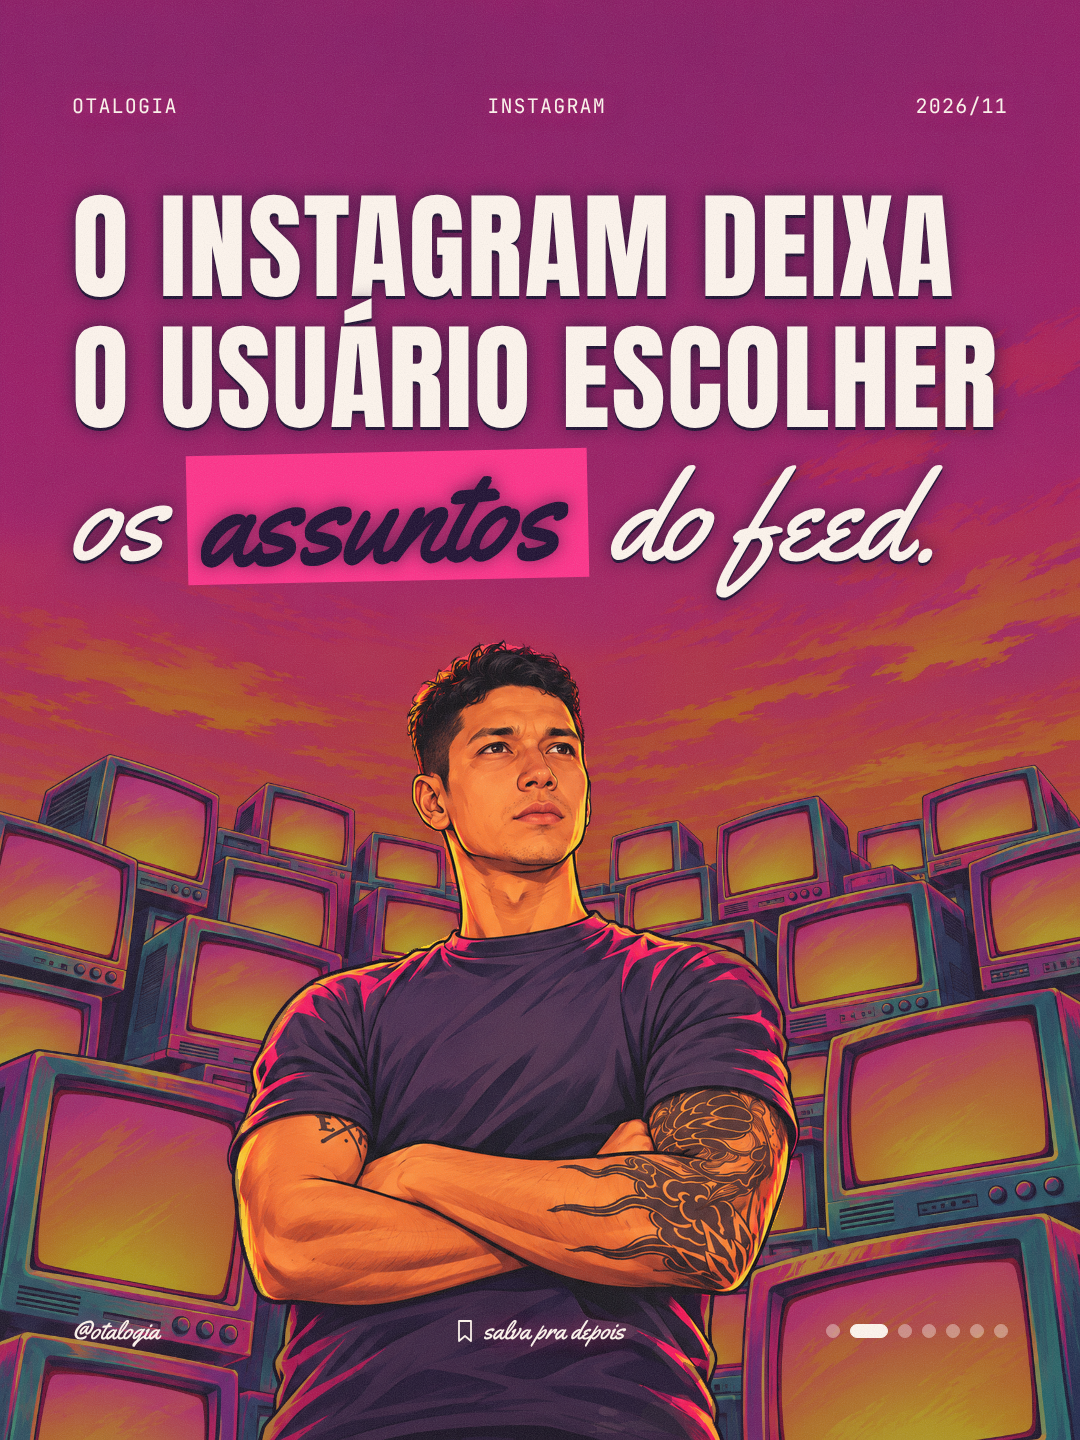 OTALOGIA
INSTAGRAM
2026/11
O INSTAGRAM DEIXA
O USUÁRIO ESCOLHER
os assuntos do feed.
@otalogia
salva pra depois